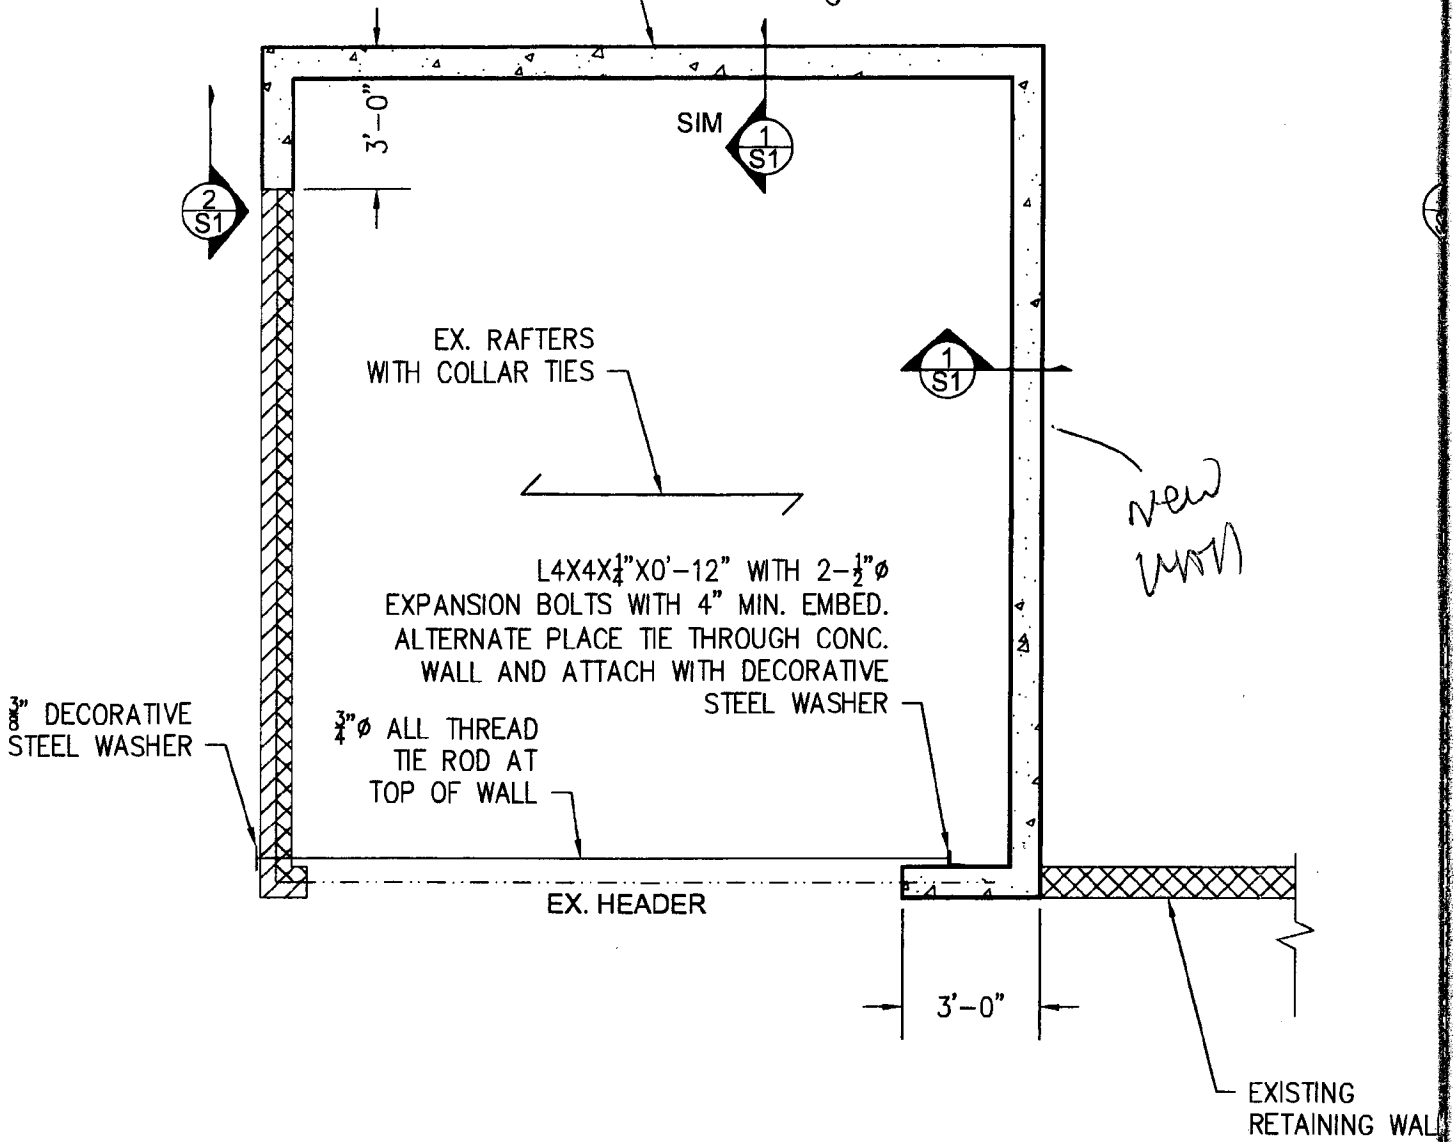 3'-0"
SIM
1
S1
2
S1
EX. RAFTERS
WITH COLLAR TIES
1
S1
new
wall
L4X4X1/4"X0'-12" WITH 2-1/2"ø
EXPANSION BOLTS WITH 4" MIN. EMBED.
ALTERNATE PLACE TIE THROUGH CONC.
WALL AND ATTACH WITH DECORATIVE
STEEL WASHER
3/8" DECORATIVE
STEEL WASHER
3/4"ø ALL THREAD
TIE ROD AT
TOP OF WALL
EX. HEADER
3'-0"
EXISTING
RETAINING WAL